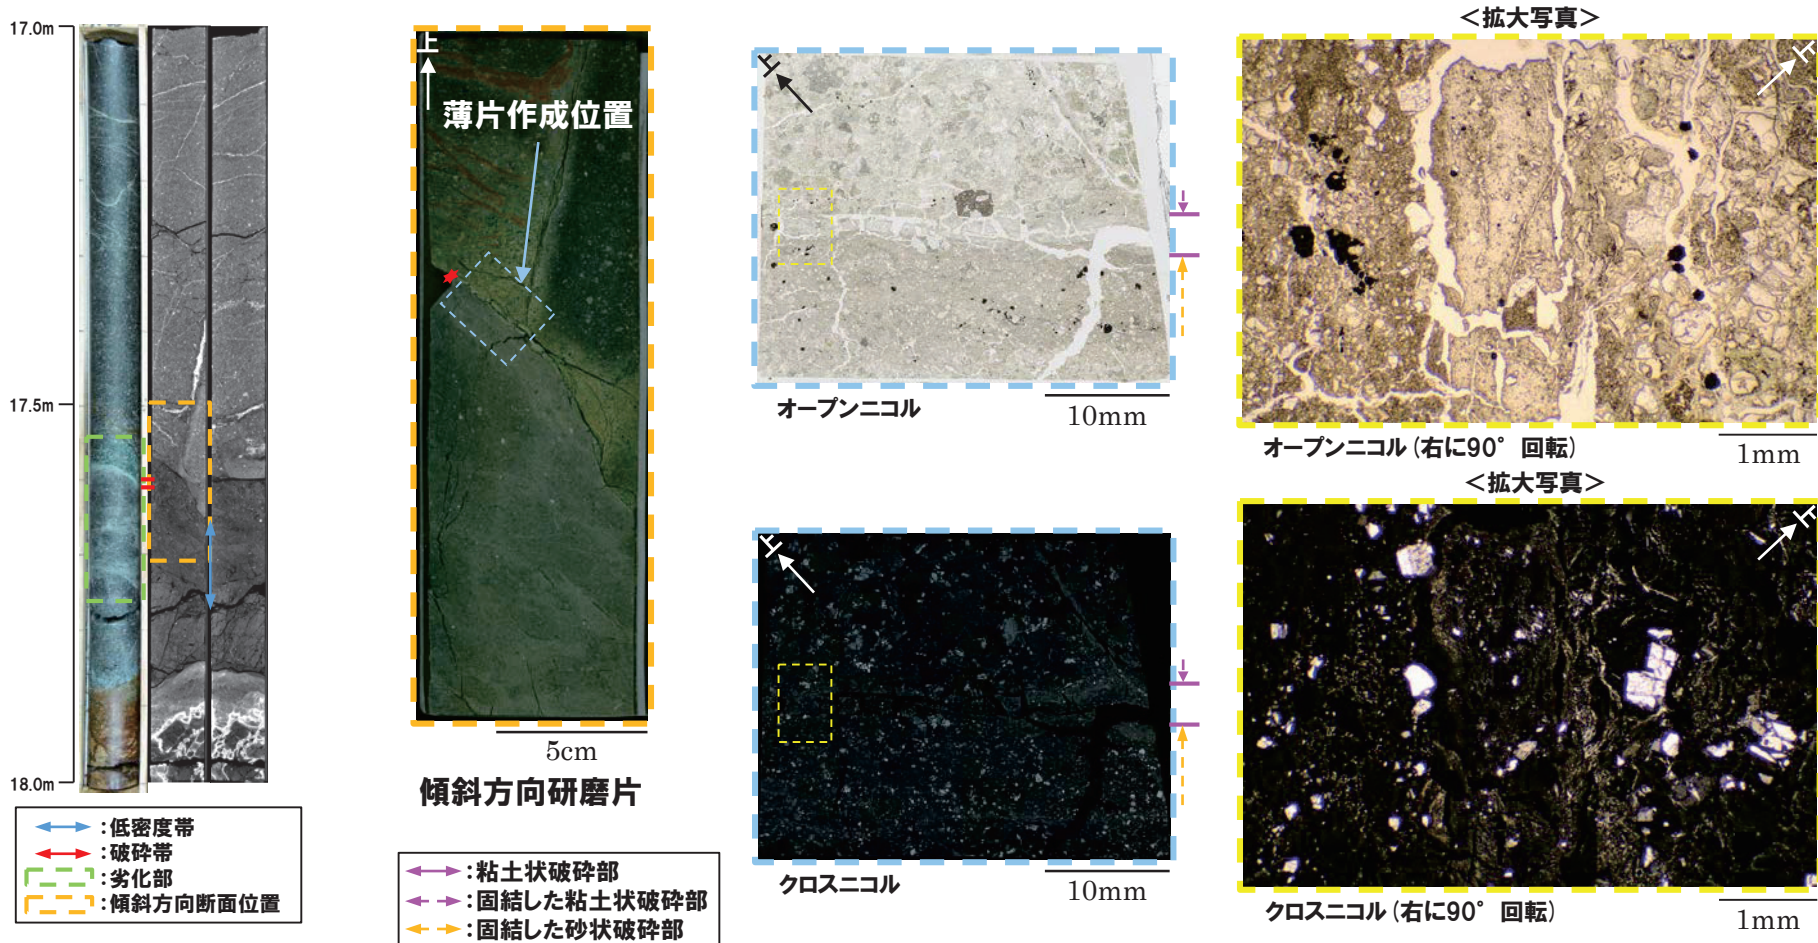 17.0m
17.5m
18.0m
:低密度帯
:破砕帯
:劣化部
:傾斜方向断面位置
上
薄片作成位置
5cm
傾斜方向研磨片
:粘土状破砕部
:固結した粘土状破砕部
:固結した砂状破砕部
上
オープンニコル
10mm
上
クロスニコル
10mm
<拡大写真>
上
オープンニコル(右に90°回転)
1mm
<拡大写真>
上
クロスニコル(右に90°回転)
1mm